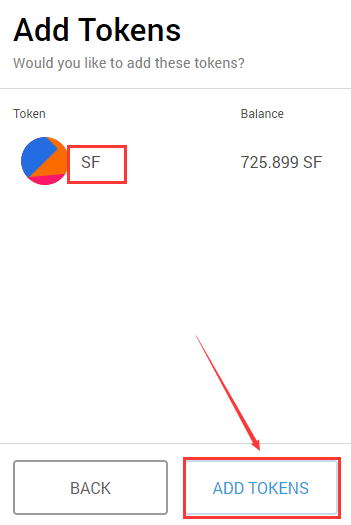 Add Tokens
Would you like to add these tokens?
Token Balance
SF 725.899 SF
BACK ADD TOKENS